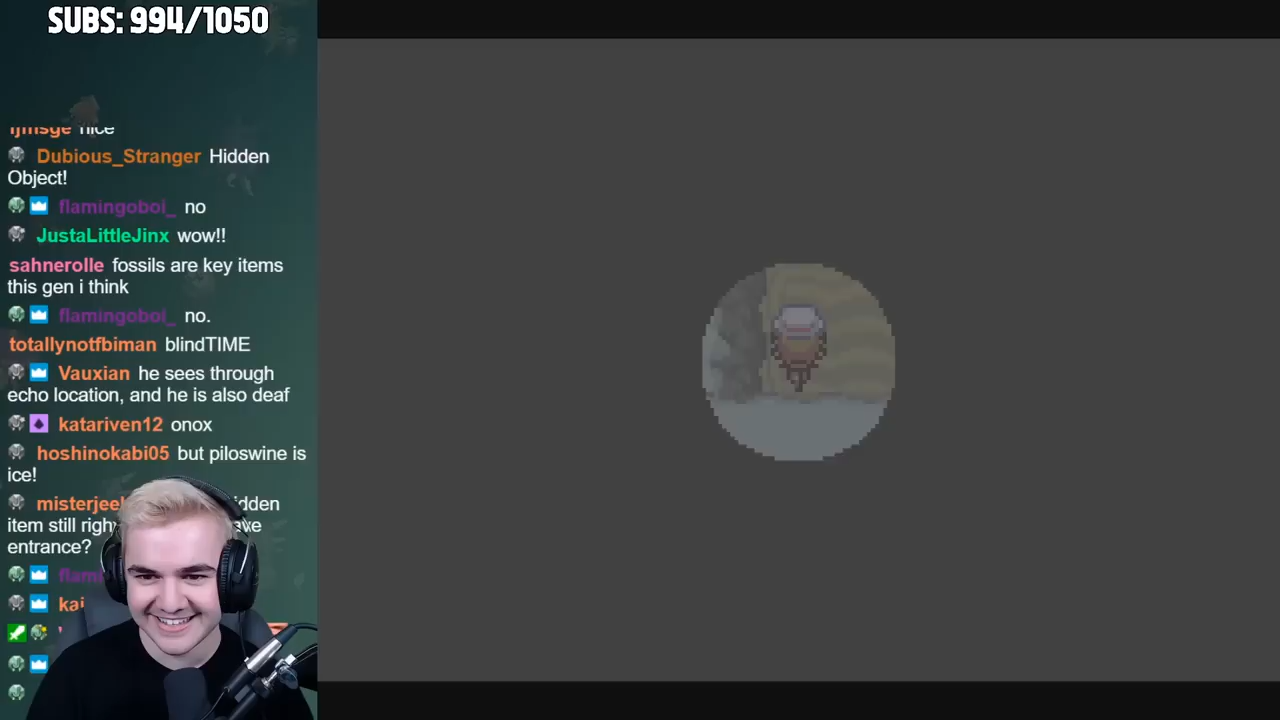 SUBS: 994/1050
ijmsge nice
Dubious_Stranger Hidden
Object!
flamingoboi_ no
JustaLittleJinx wow!!
sahnerolle fossils are key items
this gen i think
flamingoboi_ no.
totallynotfbiman blindTIME
Vauxian he sees through
echo location, and he is also deaf
katariven12 onox
hoshinokabi05 but piloswine is
ice!
item still
entrance?